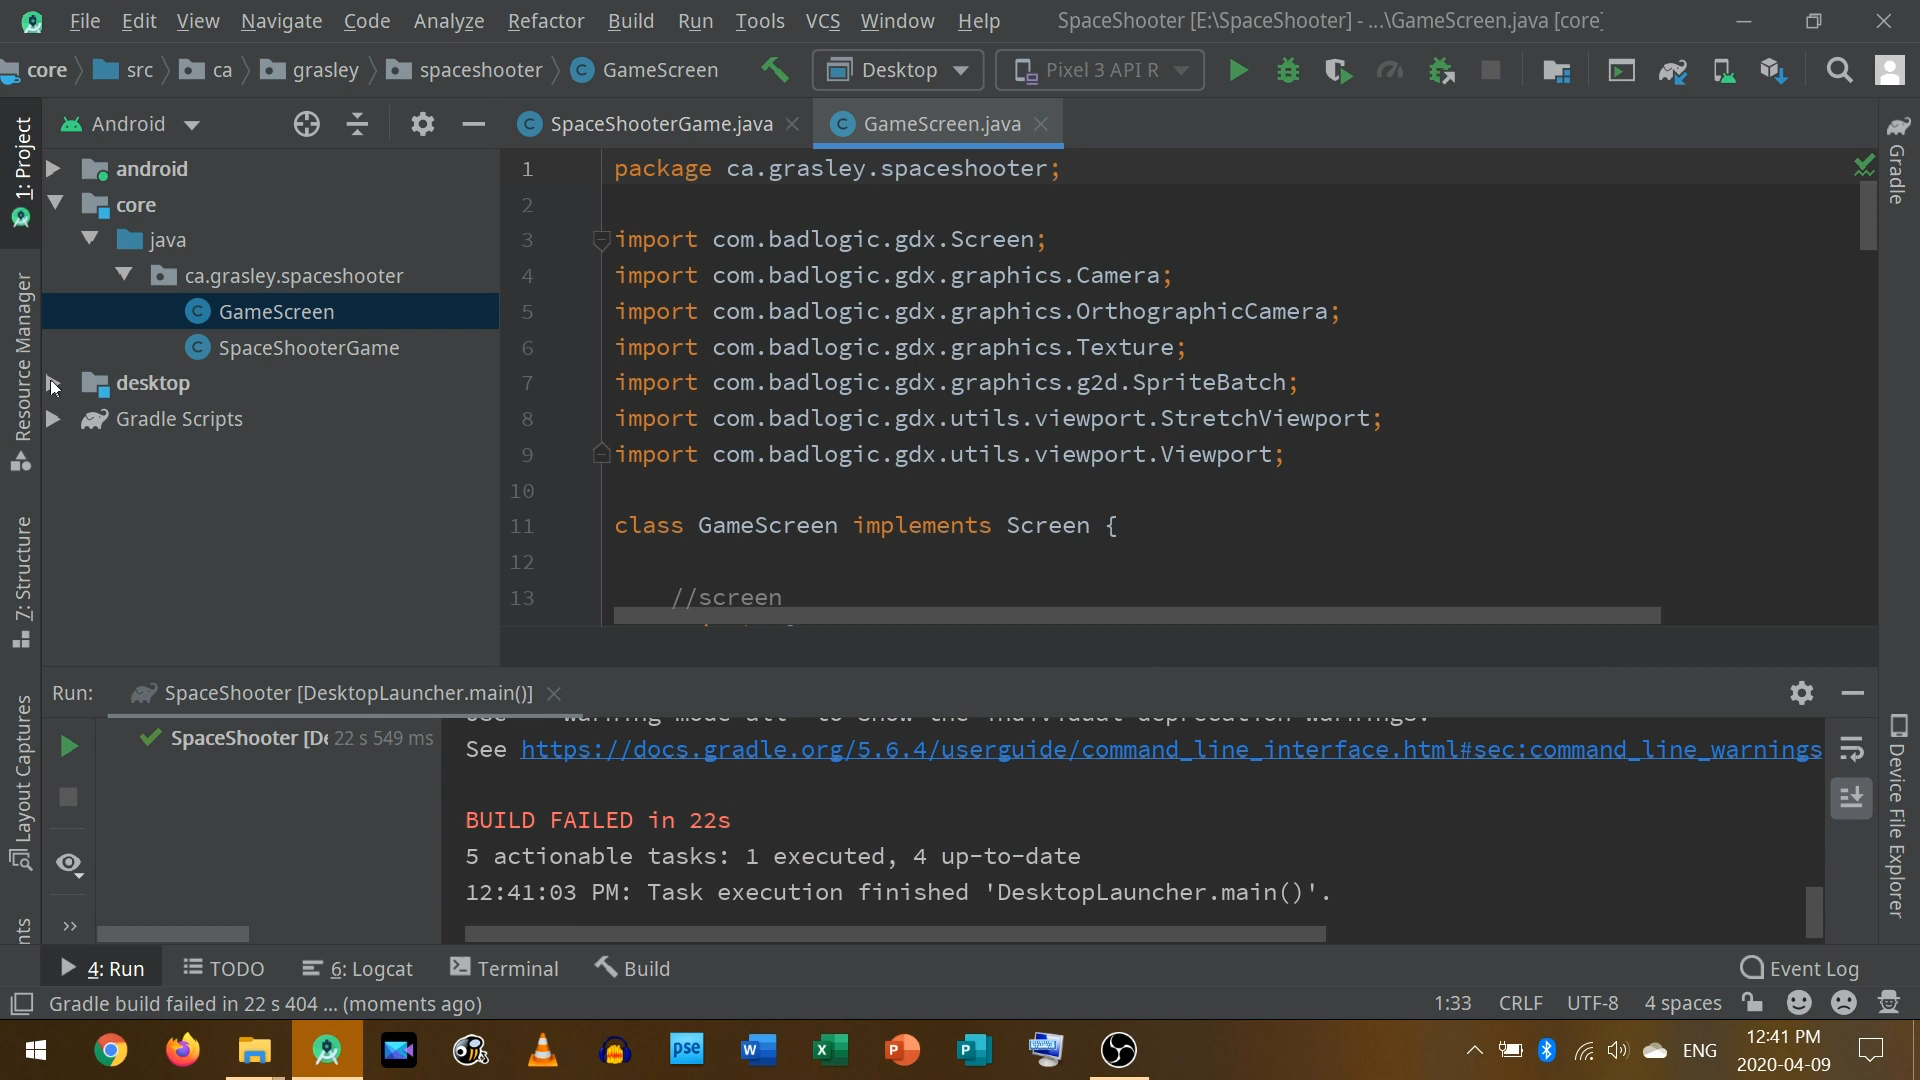 File Edit View Navigate Code Analyze Refactor Build Run Tools VCS Window Help SpaceShooter [E:\SpaceShooter] - ...\GameScreen.java [core]
core src ca grasley spaceshooter GameScreen Desktop Pixel 3 API R
Android SpaceShooterGame.java GameScreen.java
1: Project
Resource Manager
7: Structure
Layout Captures
android
core
java
ca.grasley.spaceshooter
GameScreen
SpaceShooterGame
desktop
Gradle Scripts
1 package ca.grasley.spaceshooter;
2
3 import com.badlogic.gdx.Screen;
4 import com.badlogic.gdx.graphics.Camera;
5 import com.badlogic.gdx.graphics.OrthographicCamera;
6 import com.badlogic.gdx.graphics.Texture;
7 import com.badlogic.gdx.graphics.g2d.SpriteBatch;
8 import com.badlogic.gdx.utils.viewport.StretchViewport;
9 import com.badlogic.gdx.utils.viewport.Viewport;
10
11 class GameScreen implements Screen {
12
13 //screen
Gradle
Device File Explorer
Run: SpaceShooter [DesktopLauncher.main()]
SpaceShooter [De 22 s 549 ms
See https://docs.gradle.org/5.6.4/userguide/command_line_interface.html#sec:command_line_warnings
BUILD FAILED in 22s
5 actionable tasks: 1 executed, 4 up-to-date
12:41:03 PM: Task execution finished 'DesktopLauncher.main()'.
4: Run TODO 6: Logcat Terminal Build Event Log
Gradle build failed in 22 s 404 ... (moments ago) 1:33 CRLF UTF-8 4 spaces
pse ENG 12:41 PM
2020-04-09